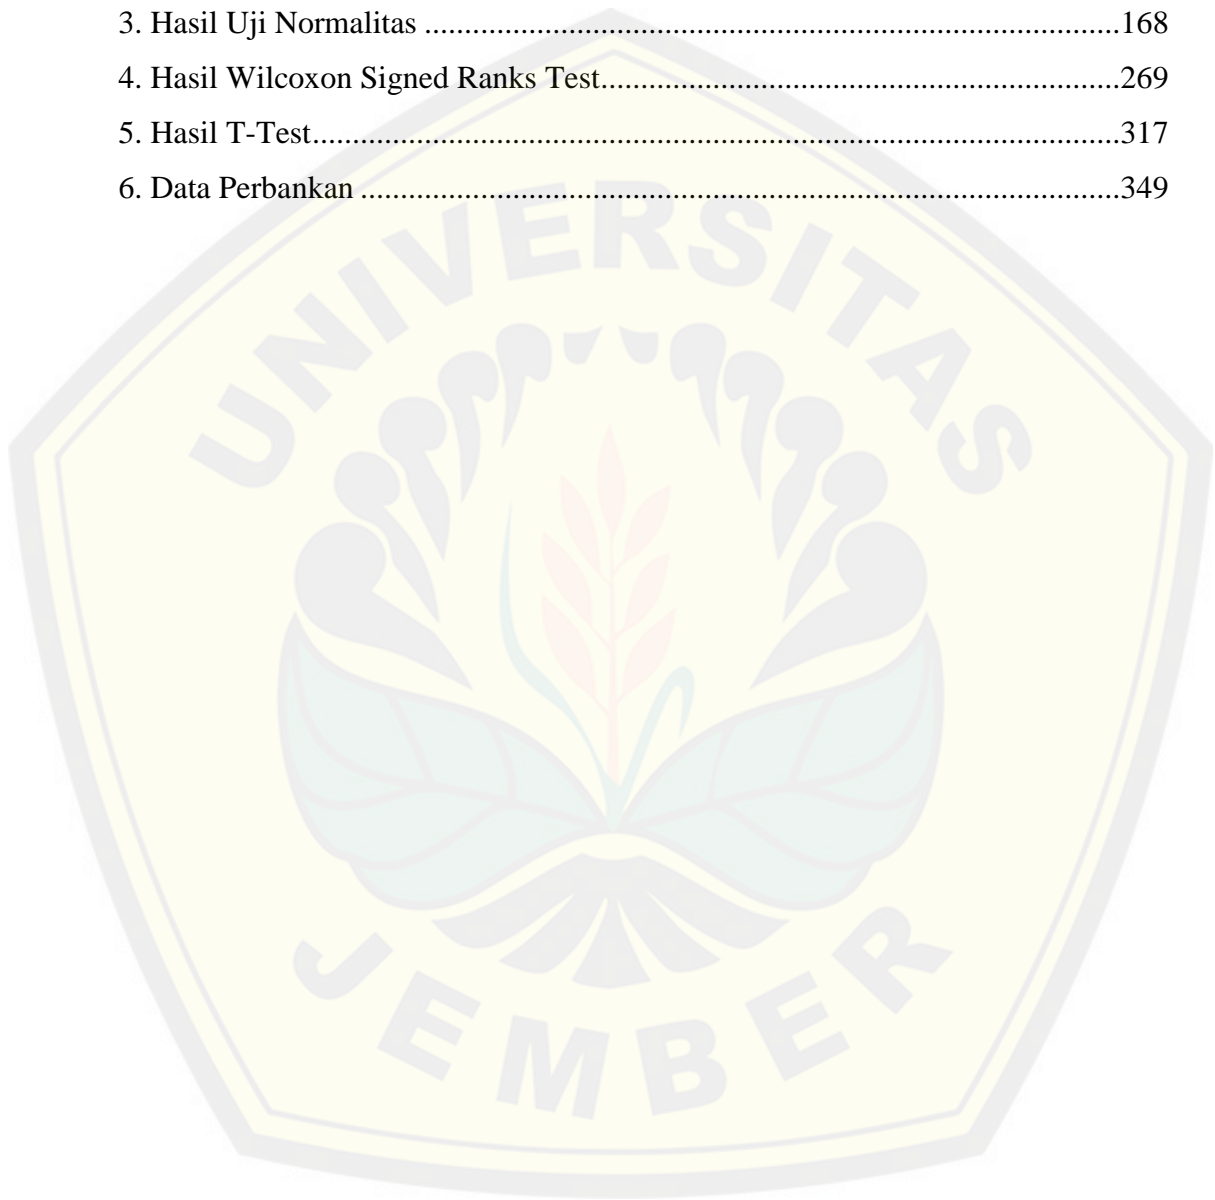 3. Hasil Uji Normalitas ....................................................................................168
4. Hasil Wilcoxon Signed Ranks Test...............................................................269
5. Hasil T-Test..................................................................................................317
6. Data Perbankan ............................................................................................349
UNIVERSITAS
JEMBER